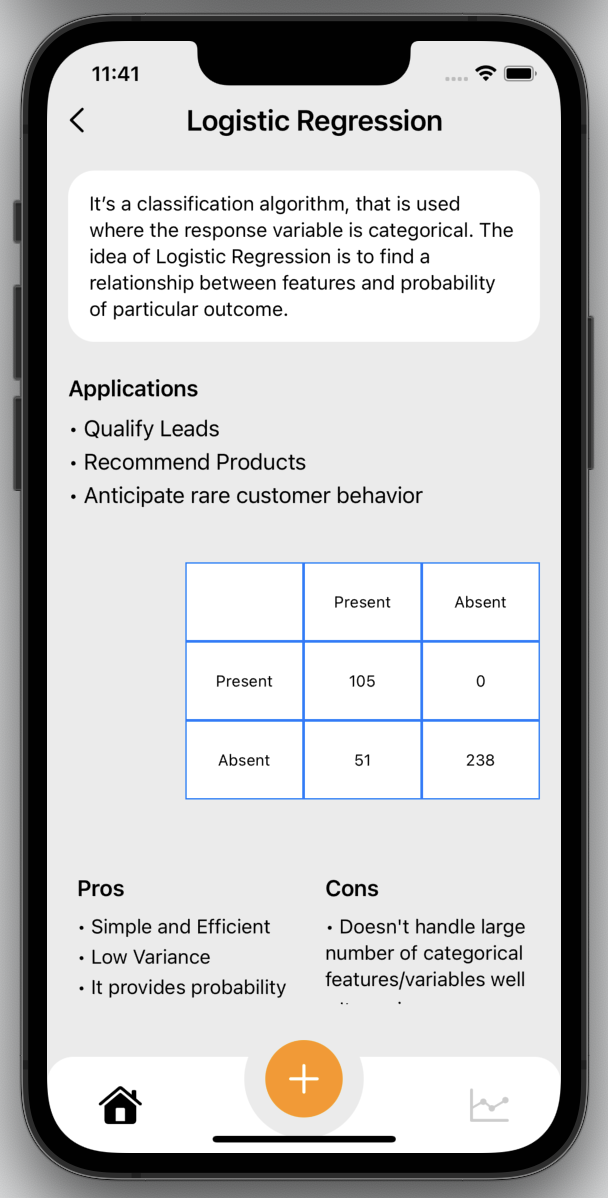 11:41
Logistic Regression
It’s a classification algorithm, that is used
where the response variable is categorical. The
idea of Logistic Regression is to find a
relationship between features and probability
of particular outcome.
Applications
• Qualify Leads
• Recommend Products
• Anticipate rare customer behavior
Present Absent
Present 105 0
Absent 51 238
Pros
• Simple and Efficient
• Low Variance
• It provides probability
Cons
• Doesn't handle large
number of categorical
features/variables well